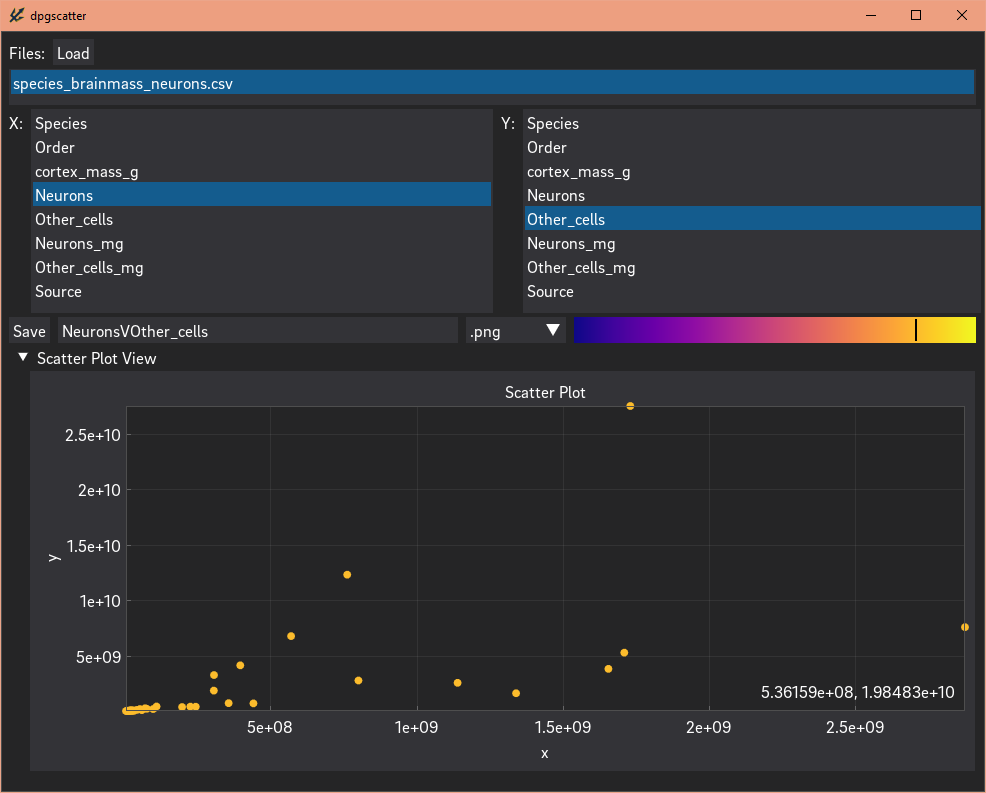 dpgscatter
Files: Load
species_brainmass_neurons.csv
X:
Species
Order
cortex_mass_g
Neurons
Other_cells
Neurons_mg
Other_cells_mg
Source
Y:
Species
Order
cortex_mass_g
Neurons
Other_cells
Neurons_mg
Other_cells_mg
Source
Save NeuronsVOther_cells .png
Scatter Plot View
Scatter Plot
2.5e+10
2e+10
1.5e+10
1e+10
5e+09
y
5.36159e+08, 1.98483e+10
5e+08 1e+09 1.5e+09 2e+09 2.5e+09
x